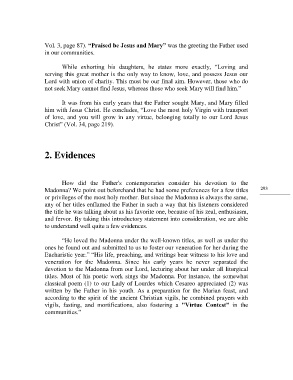 Vol. 3, page 87). “Praised be Jesus and Mary” was the greeting the Father used
in our communities.
While exhorting his daughters, he states more exactly, “Loving and
serving this great mother is the only way to know, love, and possess Jesus our
Lord with union of charity. This must be our final aim. However, those who do
not seek Mary cannot find Jesus, whereas those who seek Mary will find him.”
It was from his early years that the Father sought Mary, and Mary filled
him with Jesus Christ. He concludes, “Love the most holy Virgin with transport
of love, and you will grow in any virtue, belonging totally to our Lord Jesus
Christ” (Vol. 34, page 219).
2. Evidences
How did the Father's contemporaries consider his devotion to the
Madonna? We point out beforehand that he had some preferences for a few titles
or privileges of the most holy mother. But since the Madonna is always the same,
any of her titles enflamed the Father in such a way that his listeners considered
the title he was talking about as his favorite one, because of his zeal, enthusiasm,
and fervor. By taking this introductory statement into consideration, we are able
to understand well quite a few evidences.
“He loved the Madonna under the well-known titles, as well as under the
ones he found out and submitted to us to foster our veneration for her during the
Eucharistic year.” “His life, preaching, and writings bear witness to his love and
veneration for the Madonna. Since his early years he never separated the
devotion to the Madonna from our Lord, lecturing about her under all liturgical
titles. Most of his poetic work sings the Madonna. For instance, the somewhat
classical poem (1) to our Lady of Lourdes which Cesareo appreciated (2) was
written by the Father in his youth. As a preparation for the Marian feast, and
according to the spirit of the ancient Christian vigils, he combined prayers with
vigils, fasting, and mortifications, also fostering a “Virtue Contest” in the
communities.”